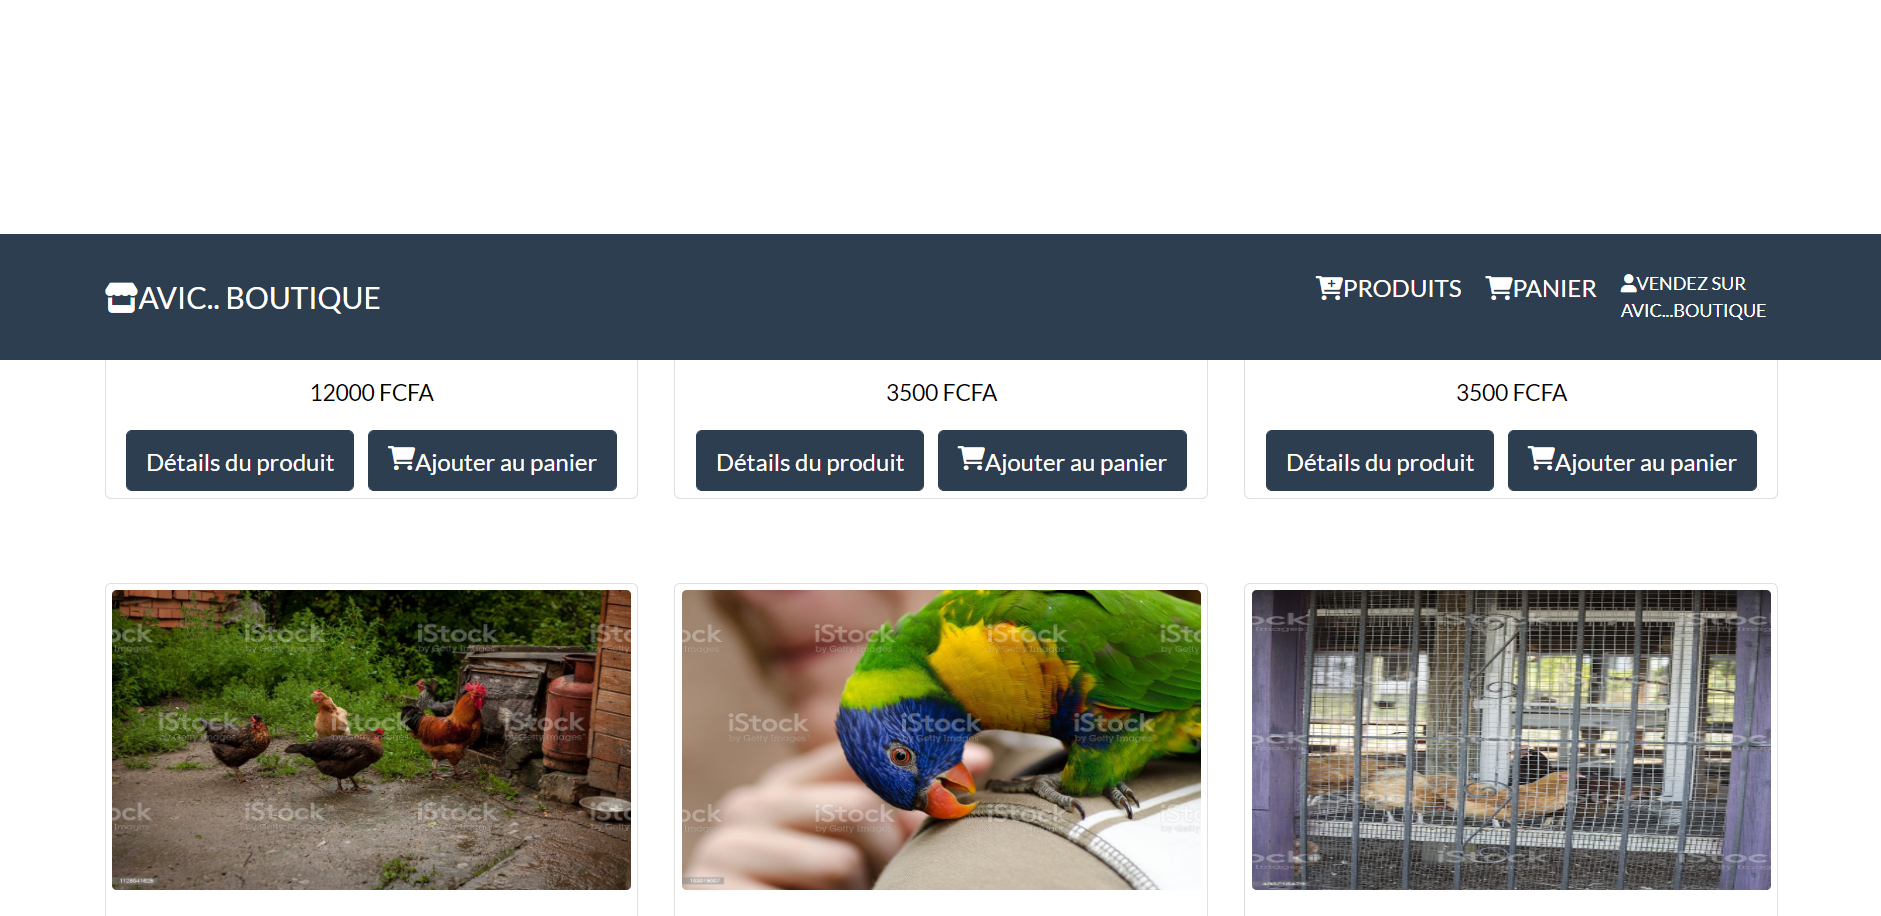 AVIC.. BOUTIQUE
PRODUITS
PANIER
VENDEZ SUR
AVIC...BOUTIQUE
12000 FCFA
3500 FCFA
3500 FCFA
Détails du produit
Ajouter au panier
Détails du produit
Ajouter au panier
Détails du produit
Ajouter au panier
iStock
by Getty Images
iStock
by Getty Images
iStock
by Getty Images